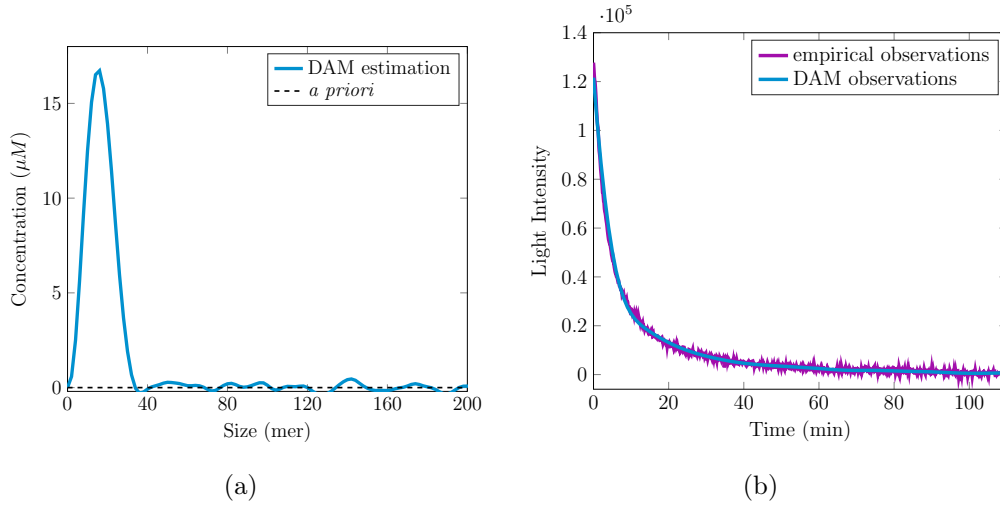 DAM estimation
a priori
15
10
5
0
0
40
80
120
160
200
Concentration (μM)
Size (mer)
(a)
·10⁵
empirical observations
DAM observations
1.4
1.2
1
0.8
0.6
0.4
0.2
0
0
20
40
60
80
100
Light Intensity
Time (min)
(b)